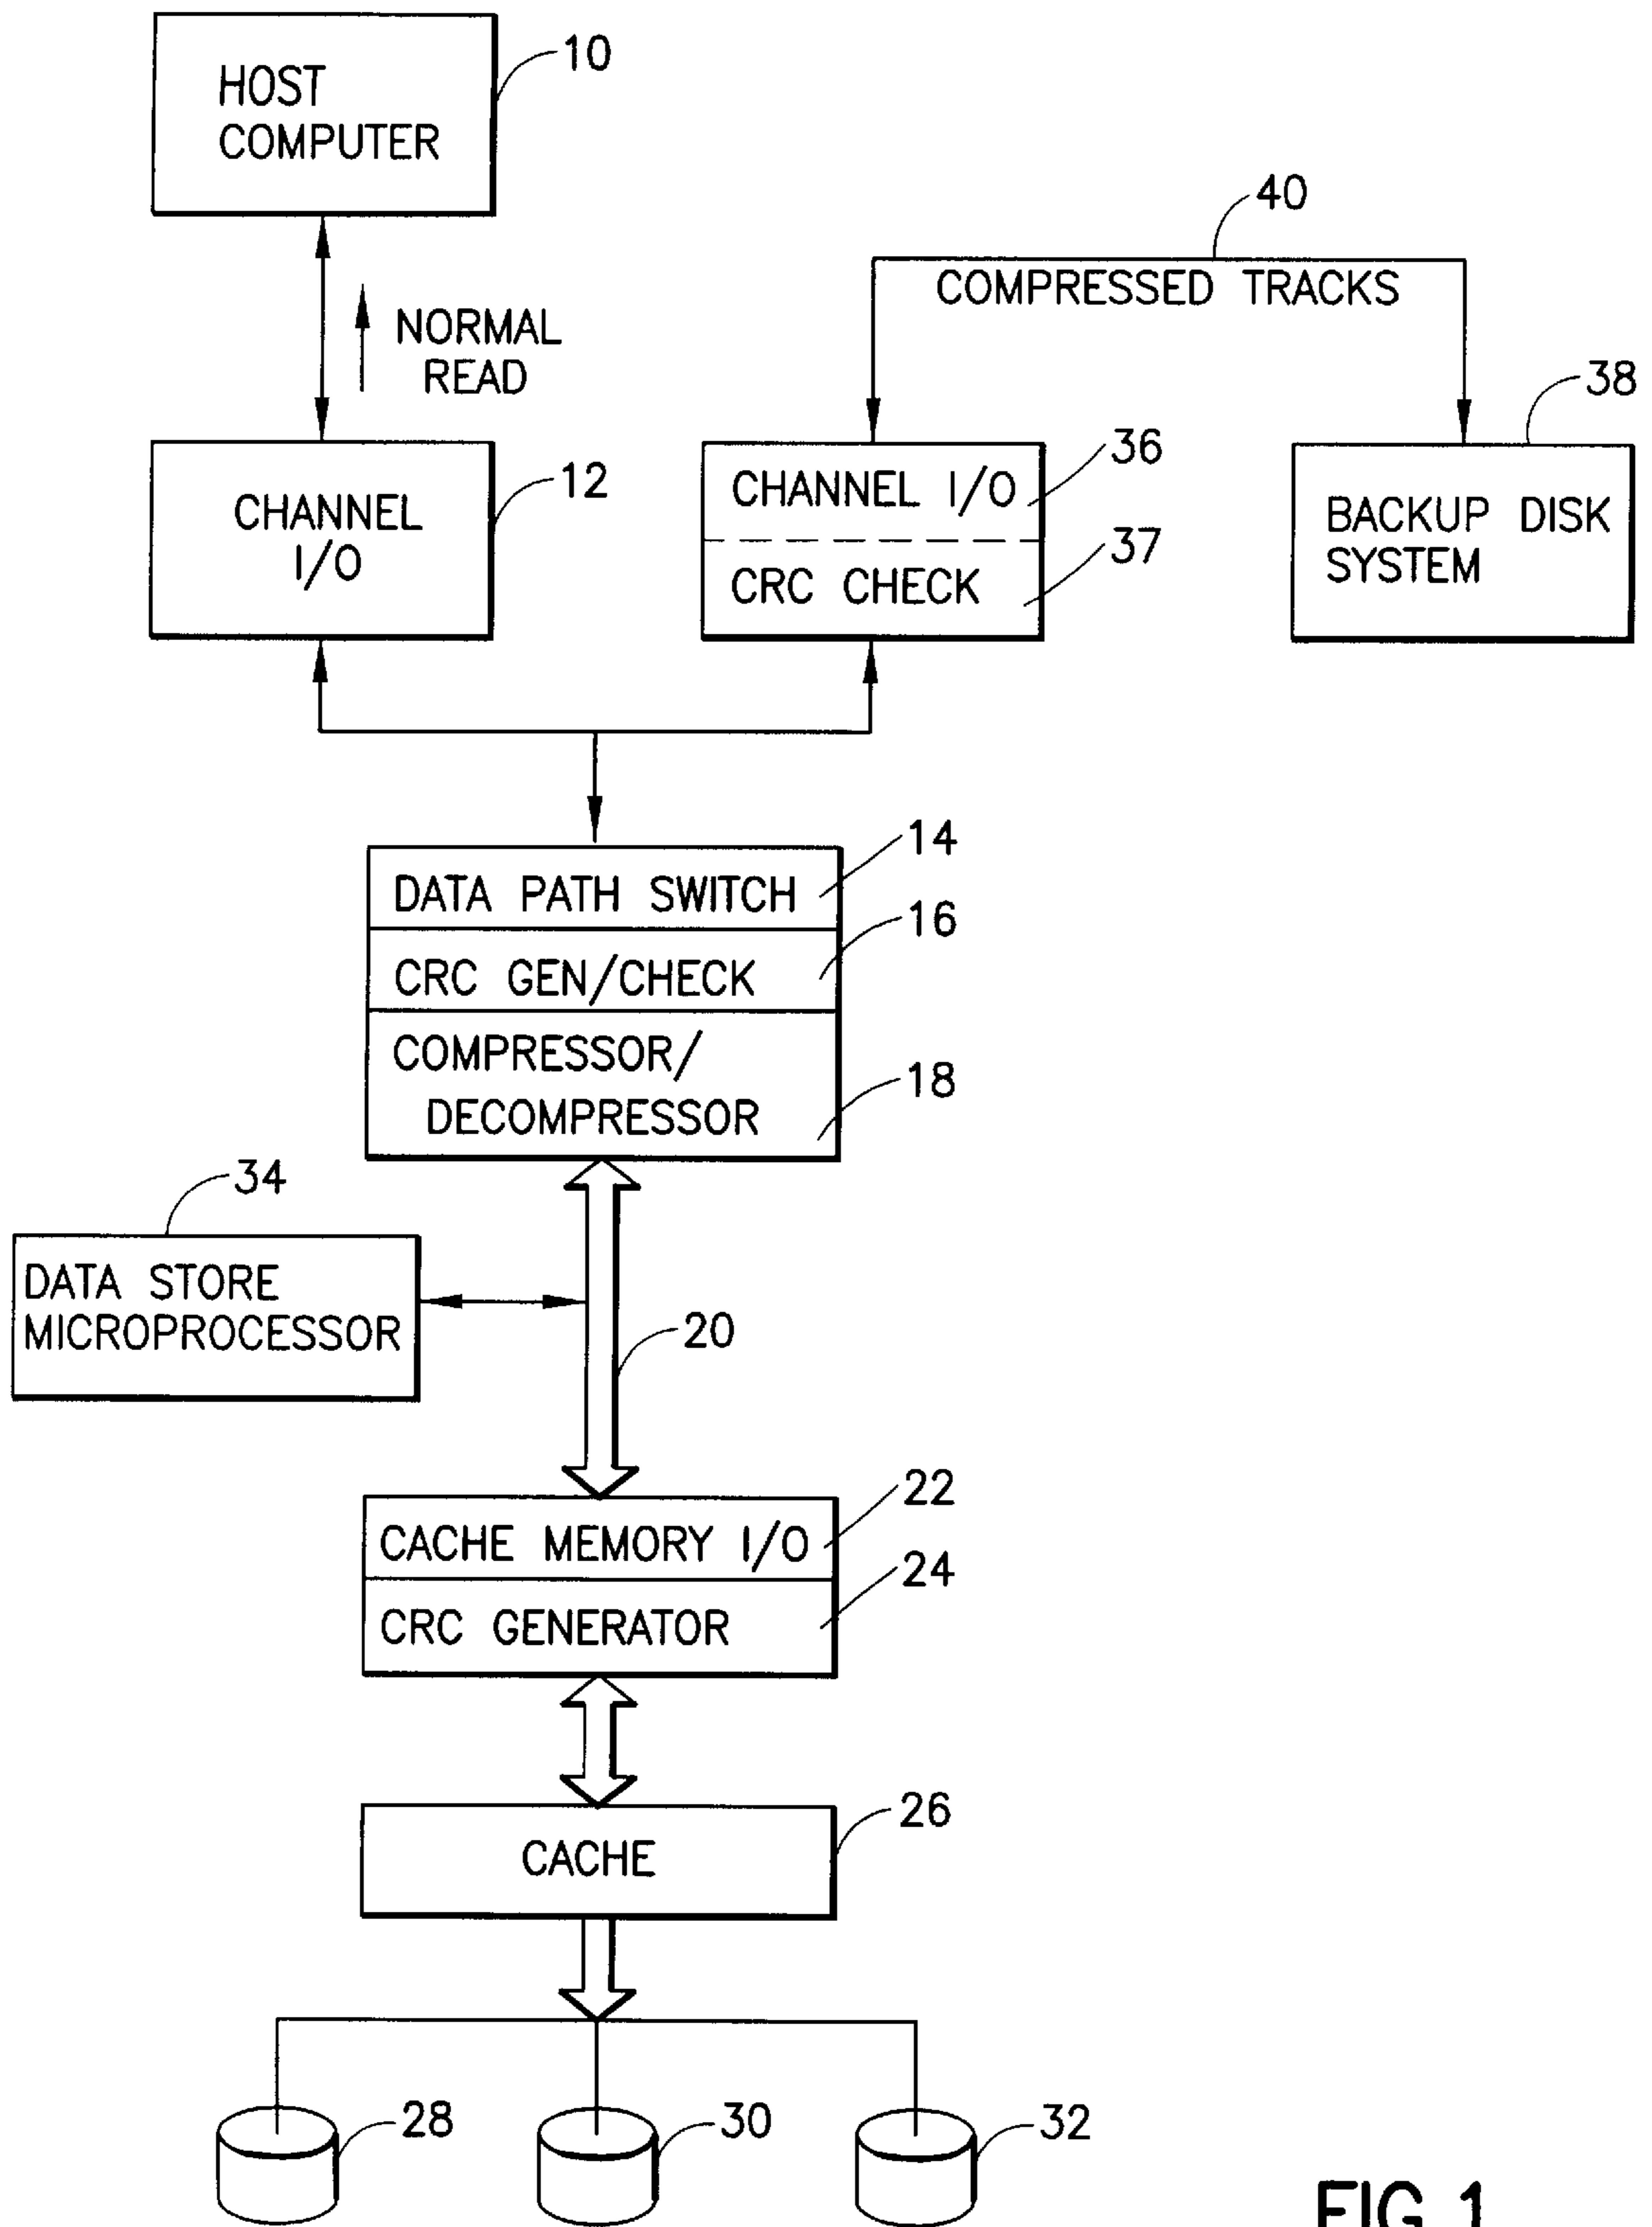 HOST
COMPUTER
10
40
COMPRESSED TRACKS
NORMAL
READ
CHANNEL
I/O
12
CHANNEL I/O
36
CRC CHECK
37
BACKUP DISK
SYSTEM
38
DATA PATH SWITCH
14
CRC GEN/CHECK
16
COMPRESSOR/
DECOMPRESSOR
18
34
DATA STORE
MICROPROCESSOR
20
CACHE MEMORY I/O
22
CRC GENERATOR
24
CACHE
26
28
30
32
FIG.1